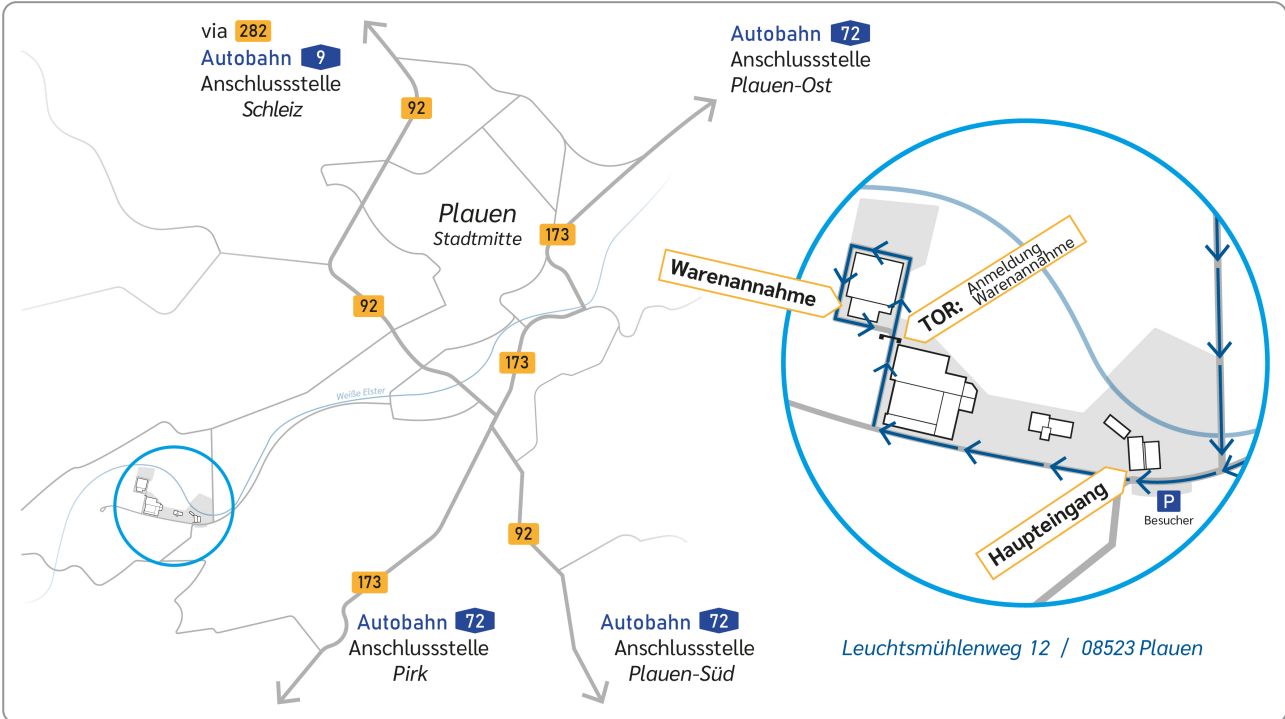 via 282
Autobahn 9
Anschlussstelle
Schleiz
92
Autobahn 72
Anschlussstelle
Plauen-Ost
Plauen
Stadtmitte
173
92
173
Weiße Elster
92
173
Autobahn 72
Anschlussstelle
Pirk
Autobahn 72
Anschlussstelle
Plauen-Süd
Warenannahme
TOR: Anmeldung
Warenannahme
Haupteingang
P
Besucher
Leuchtsmühlenweg 12 / 08523 Plauen